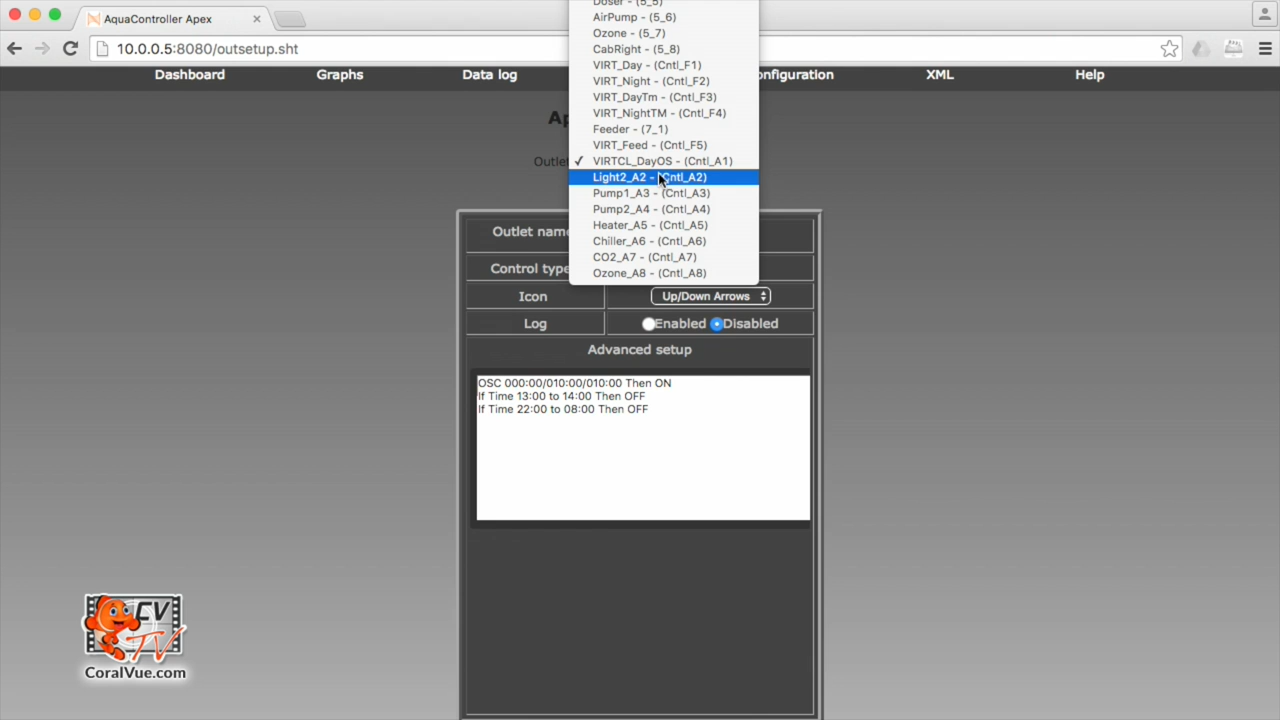 AquaController Apex
10.0.0.5:8080/outsetup.sht
Dashboard
Graphs
Data log
onfiguration
XML
Help
Doser - (5_5)
AirPump - (5_6)
Ozone - (5_7)
CabRight - (5_8)
VIRT_Day - (Cntl_F1)
VIRT_Night - (Cntl_F2)
VIRT_DayTm - (Cntl_F3)
VIRT_NightTM - (Cntl_F4)
Feeder - (7_1)
VIRT_Feed - (Cntl_F5)
✓ VIRTCL_DayOS - (Cntl_A1)
Light2_A2 - (Cntl_A2)
Pump1_A3 - (Cntl_A3)
Pump2_A4 - (Cntl_A4)
Heater_A5 - (Cntl_A5)
Chiller_A6 - (Cntl_A6)
CO2_A7 - (Cntl_A7)
Ozone_A8 - (Cntl_A8)
Ap
Outlet
Outlet name
Control type
Icon
Up/Down Arrows
Log
Enabled Disabled
Advanced setup
OSC 000:00/010:00/010:00 Then ON
If Time 13:00 to 14:00 Then OFF
If Time 22:00 to 08:00 Then OFF
CV
TV
CoralVue.com